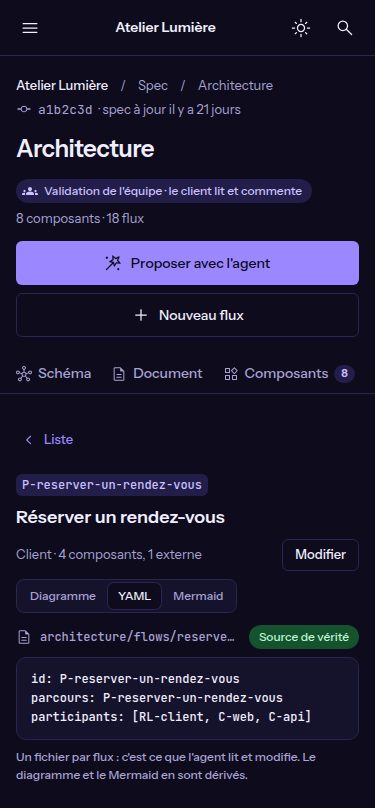 Atelier Lumière
Atelier Lumière / Spec / Architecture
a1b2c3d · spec à jour il y a 21 jours
Architecture
Validation de l'équipe · le client lit et commente
8 composants · 18 flux
Proposer avec l'agent
Nouveau flux
Schéma Document Composants 8
Liste
P-reserver-un-rendez-vous
Réserver un rendez-vous
Client · 4 composants, 1 externe Modifier
Diagramme YAML Mermaid
architecture/flows/reserve… Source de vérité
id: P-reserver-un-rendez-vous
parcours: P-reserver-un-rendez-vous
participants: [RL-client, C-web, C-api]
Un fichier par flux : c'est ce que l'agent lit et modifie. Le
diagramme et le Mermaid en sont dérivés.